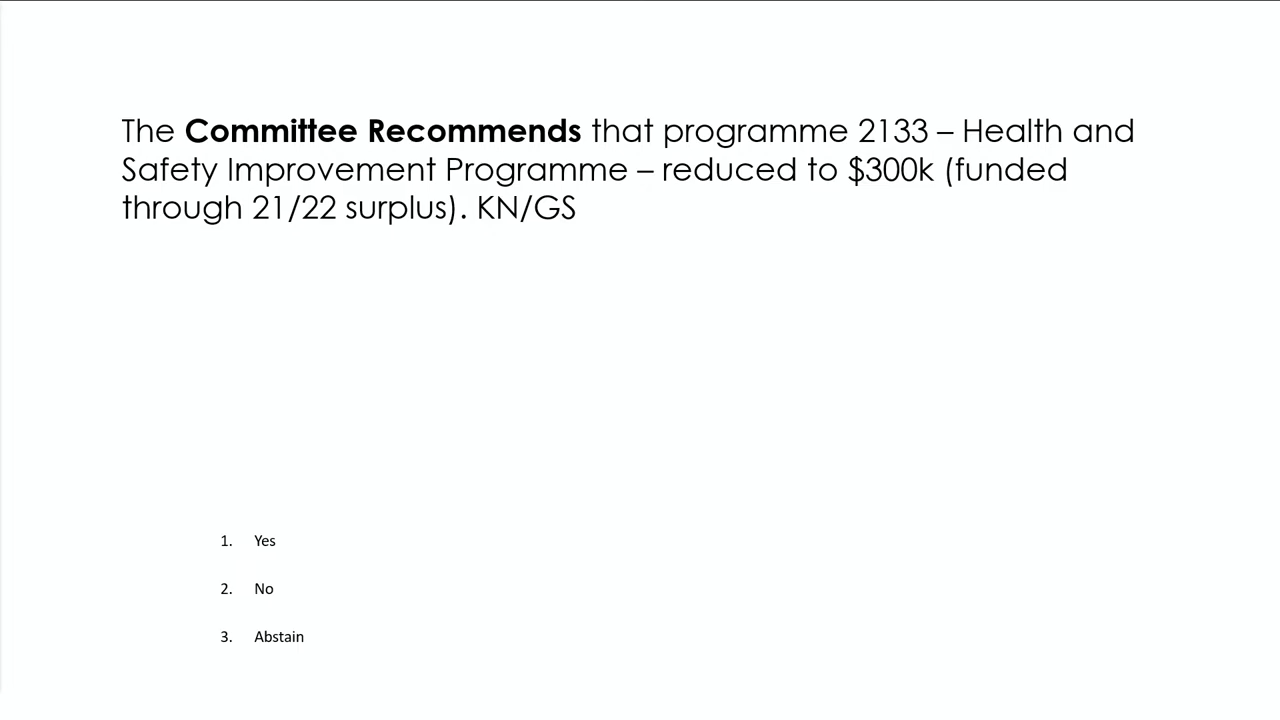 The Committee Recommends that programme 2133 – Health and
Safety Improvement Programme – reduced to $300k (funded
through 21/22 surplus). KN/GS
1. Yes
2. No
3. Abstain